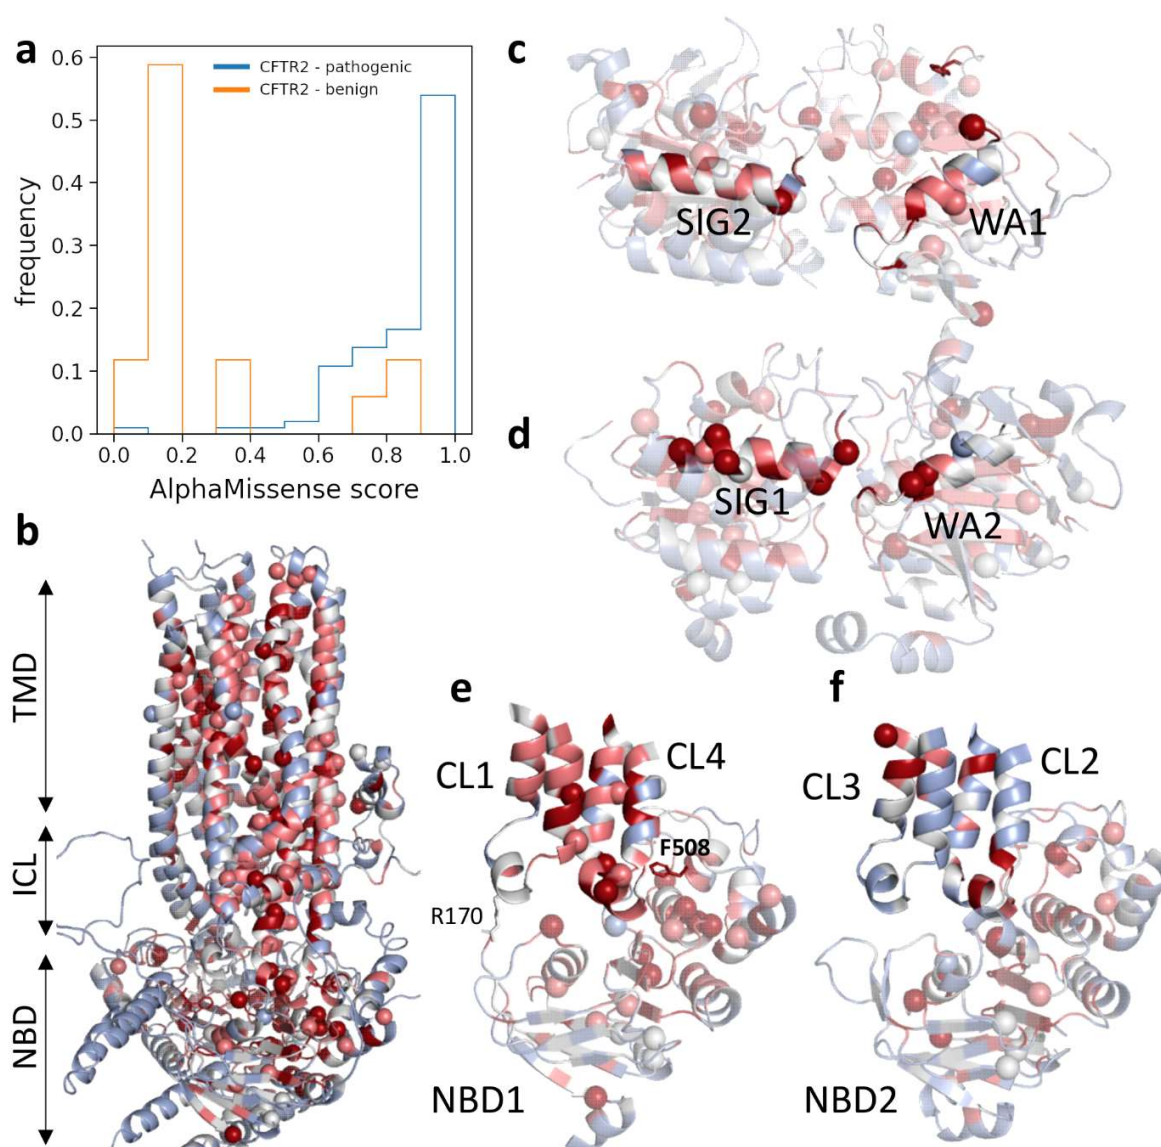 a
0.6
0.5
0.4
0.3
0.2
0.1
0.0
frequency
CFTR2 - pathogenic
CFTR2 - benign
0.0 0.2 0.4 0.6 0.8 1.0
AlphaMissense score
b
TMD
ICL
NBD
c
SIG2
WA1
d
SIG1
WA2
e
CL1
CL4
F508
R170
NBD1
f
CL3
CL2
NBD2